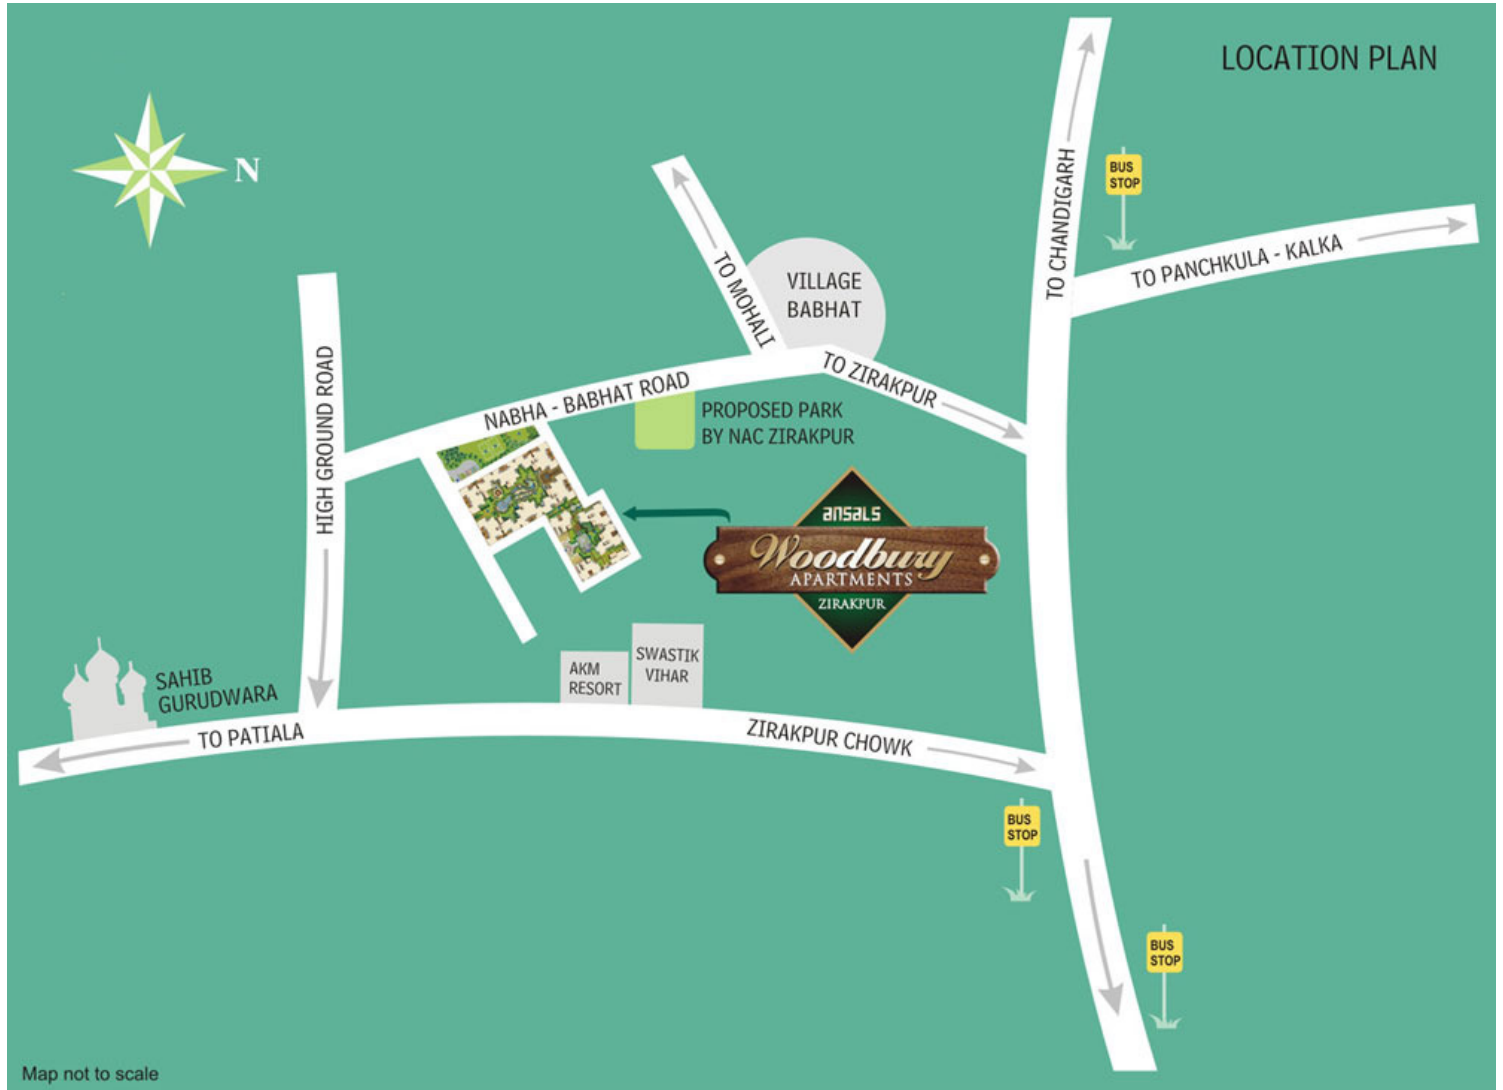 LOCATION PLAN
N
BUS
STOP
TO CHANDIGARH
TO PANCHKULA - KALKA
TO MOHALI
VILLAGE
BABHAT
HIGH GROUND ROAD
NABHA - BABHAT ROAD
TO ZIRAKPUR
PROPOSED PARK
BY NAC ZIRAKPUR
ansals
Woodbury
APARTMENTS
ZIRAKPUR
SAHIB
GURUDWARA
AKM
RESORT
SWASTIK
VIHAR
TO PATIALA
ZIRAKPUR CHOWK
BUS
STOP
BUS
STOP
Map not to scale